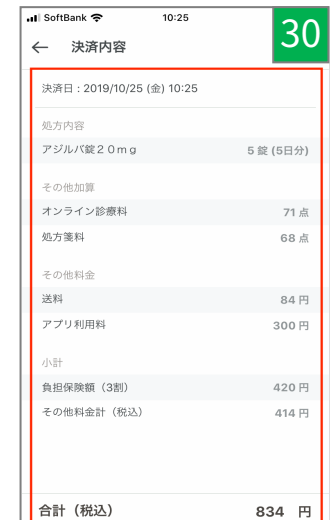 SoftBank 10:25
30
← 決済内容
決済日：2019/10/25 (金) 10:25
処方内容
アジルバ錠２０ｍｇ 5 錠 (5日分)
その他加算
オンライン診療料 71 点
処方箋料 68 点
その他料金
送料 84 円
アプリ利用料 300 円
小計
負担保険額（3割） 420 円
その他料金計（税込） 414 円
合計（税込） 834 円